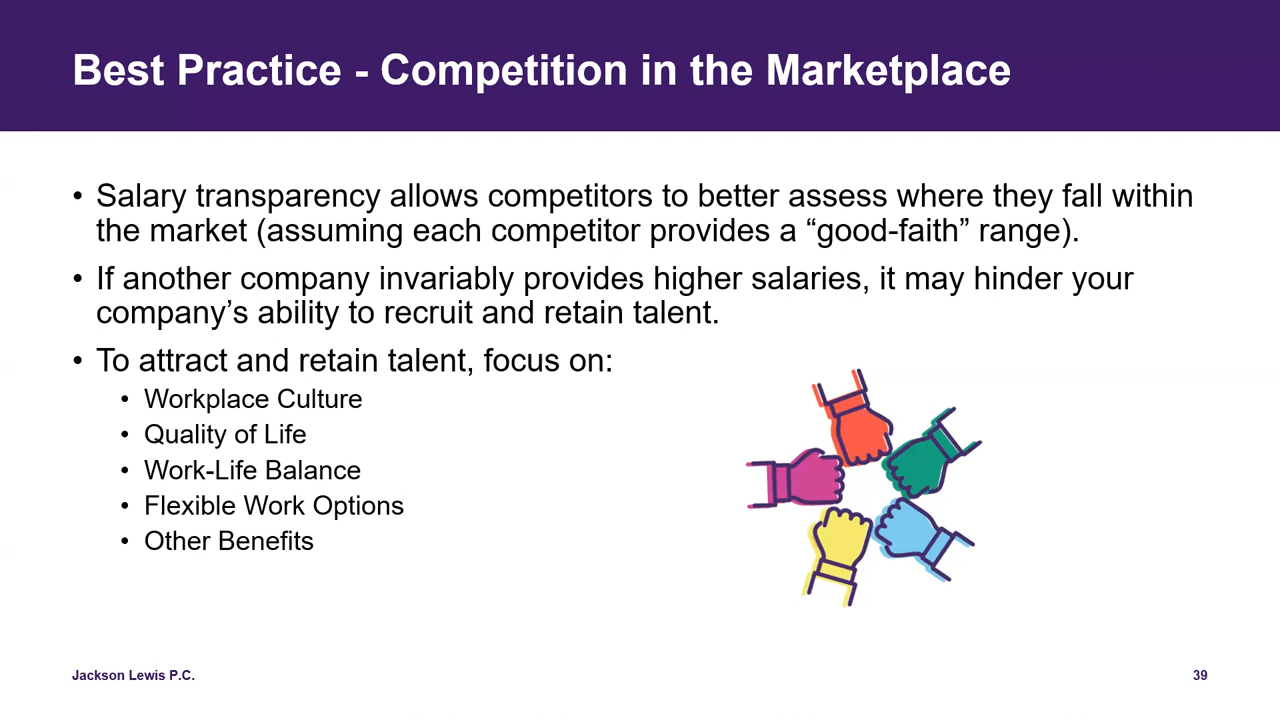 Best Practice - Competition in the Marketplace
• Salary transparency allows competitors to better assess where they fall within
the market (assuming each competitor provides a “good-faith” range).
• If another company invariably provides higher salaries, it may hinder your
company’s ability to recruit and retain talent.
• To attract and retain talent, focus on:
• Workplace Culture
• Quality of Life
• Work-Life Balance
• Flexible Work Options
• Other Benefits
Jackson Lewis P.C.
39